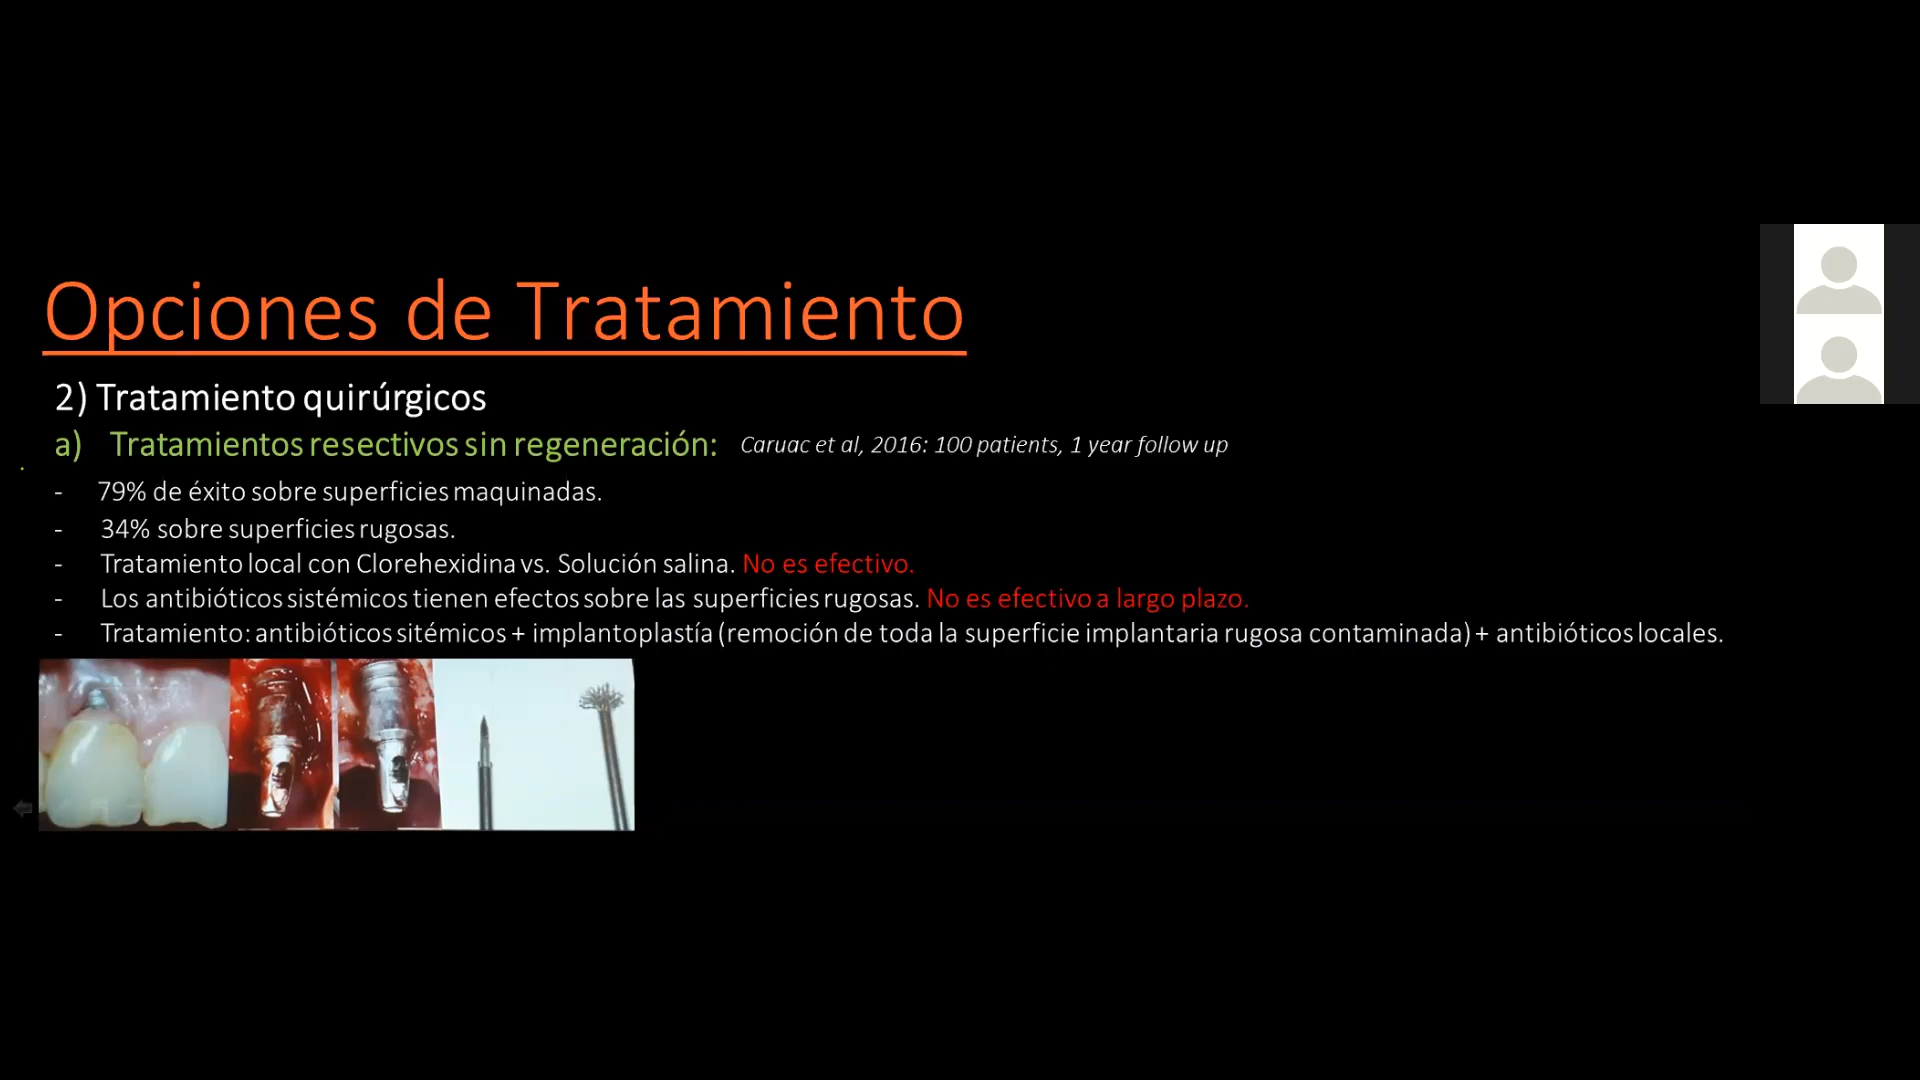 Opciones de Tratamiento
2) Tratamiento quirúrgicos
a) Tratamientos resectivos sin regeneración: Caruac et al, 2016: 100 patients, 1 year follow up
- 79% de éxito sobre superficies maquinadas.
- 34% sobre superficies rugosas.
- Tratamiento local con Clorehexidina vs. Solución salina. No es efectivo.
- Los antibióticos sistémicos tienen efectos sobre las superficies rugosas. No es efectivo a largo plazo.
- Tratamiento: antibióticos sitémicos + implantoplastía (remoción de toda la superficie implantaria rugosa contaminada) + antibióticos locales.